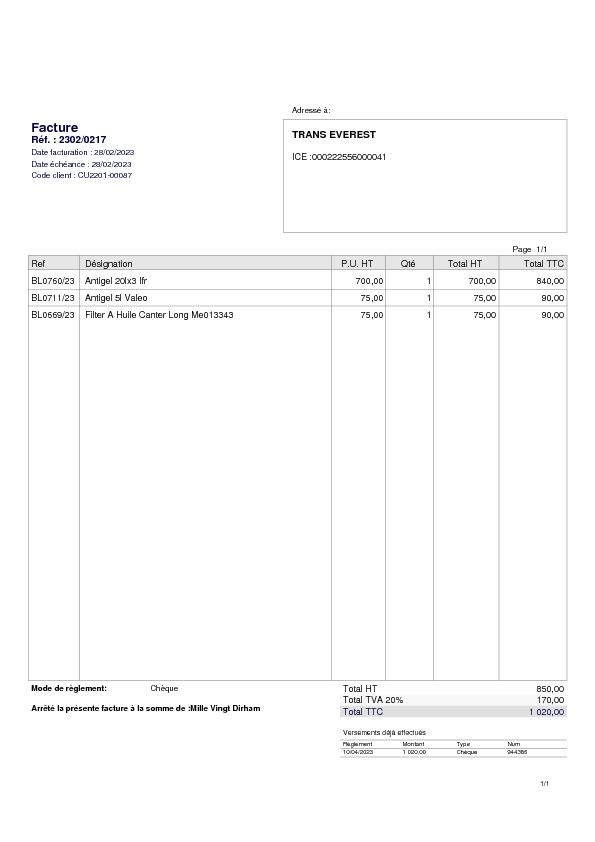 Adressé à:
Facture
Réf. : 2302/0217
Date facturation : 28/02/2023
Date échéance : 28/02/2023
Code client : CU2201-00087
TRANS EVEREST
ICE :000222556000041
Page 1/1
Ref Désignation P.U. HT Qté Total HT Total TTC
BL0760/23 Antigel 20lx3 Ifr 700,00 1 700,00 840,00
BL0711/23 Antigel 5l Valeo 75,00 1 75,00 90,00
BL0669/23 Filter A Huile Canter Long Me013343 75,00 1 75,00 90,00
Mode de règlement: Chèque
Total HT 850,00
Total TVA 20% 170,00
Arrêté la présente facture à la somme de :Mille Vingt Dirham
Total TTC 1 020,00
Versements déjà effectués
Règlement Montant Type Num
10/04/2023 1 020,00 Chèque 944386
1/1